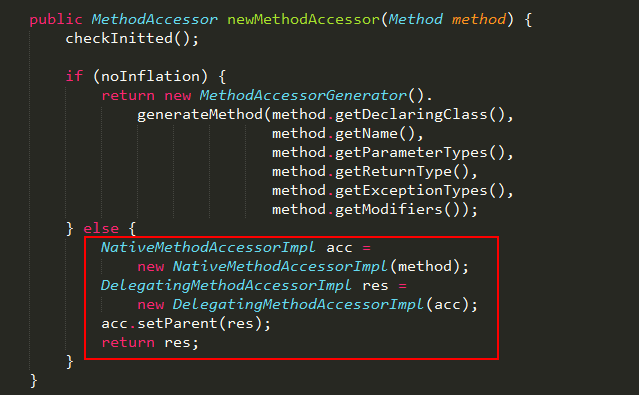 public MethodAccessor newMethodAccessor(Method method) {
    checkInitted();

    if (noInflation) {
        return new MethodAccessorGenerator().
            generateMethod(method.getDeclaringClass(),
                           method.getName(),
                           method.getParameterTypes(),
                           method.getReturnType(),
                           method.getExceptionTypes(),
                           method.getModifiers());
    } else {
        NativeMethodAccessorImpl acc =
            new NativeMethodAccessorImpl(method);
        DelegatingMethodAccessorImpl res =
            new DelegatingMethodAccessorImpl(acc);
        acc.setParent(res);
        return res;
    }
}